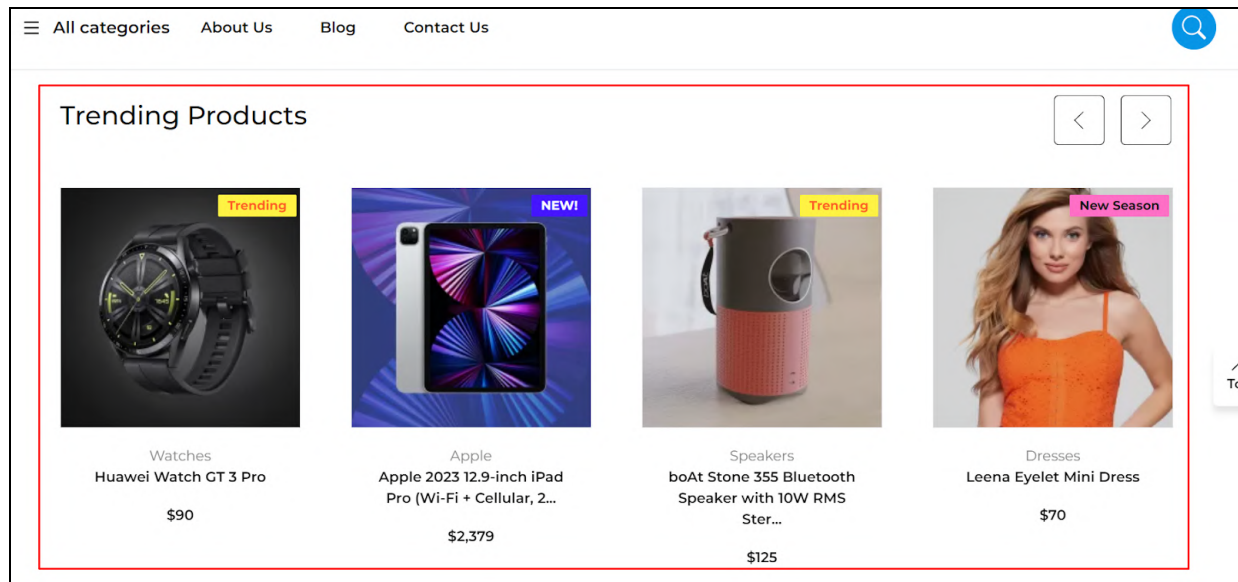 All categories About Us Blog Contact Us
Trending Products
Trending NEW! Trending New Season
Watches
Huawei Watch GT 3 Pro
$90
Apple
Apple 2023 12.9-inch iPad
Pro (Wi-Fi + Cellular, 2...
$2,379
Speakers
boAt Stone 355 Bluetooth
Speaker with 10W RMS
Ster...
$125
Dresses
Leena Eyelet Mini Dress
$70